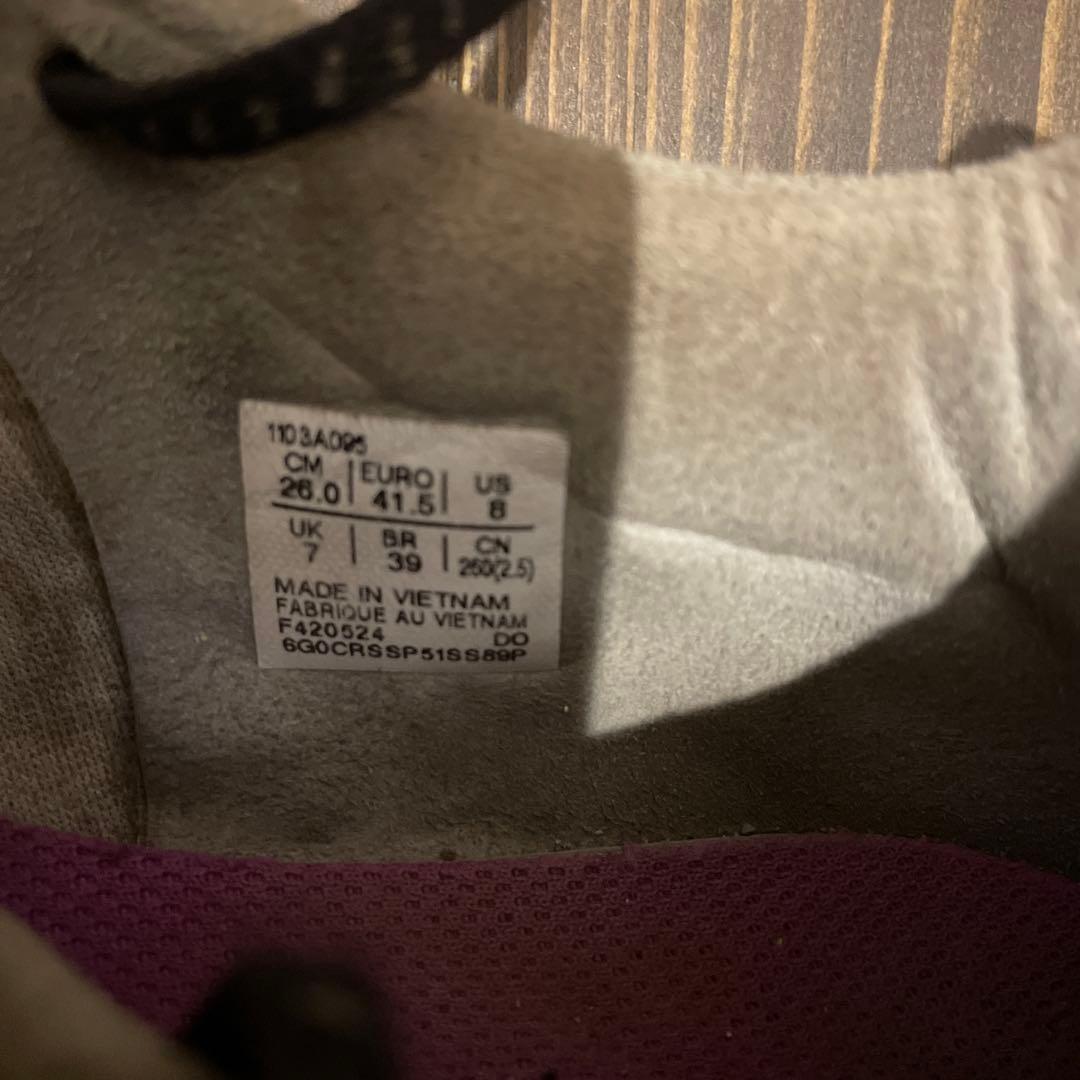 1103A095
CM | EURO | US
26.0 | 41.5 | 8
UK | BR | CN
7 | 39 | 260(2.5)
MADE IN VIETNAM
FABRIQUE AU VIETNAM
F420524 DO
6G0CRSSP51SS89P